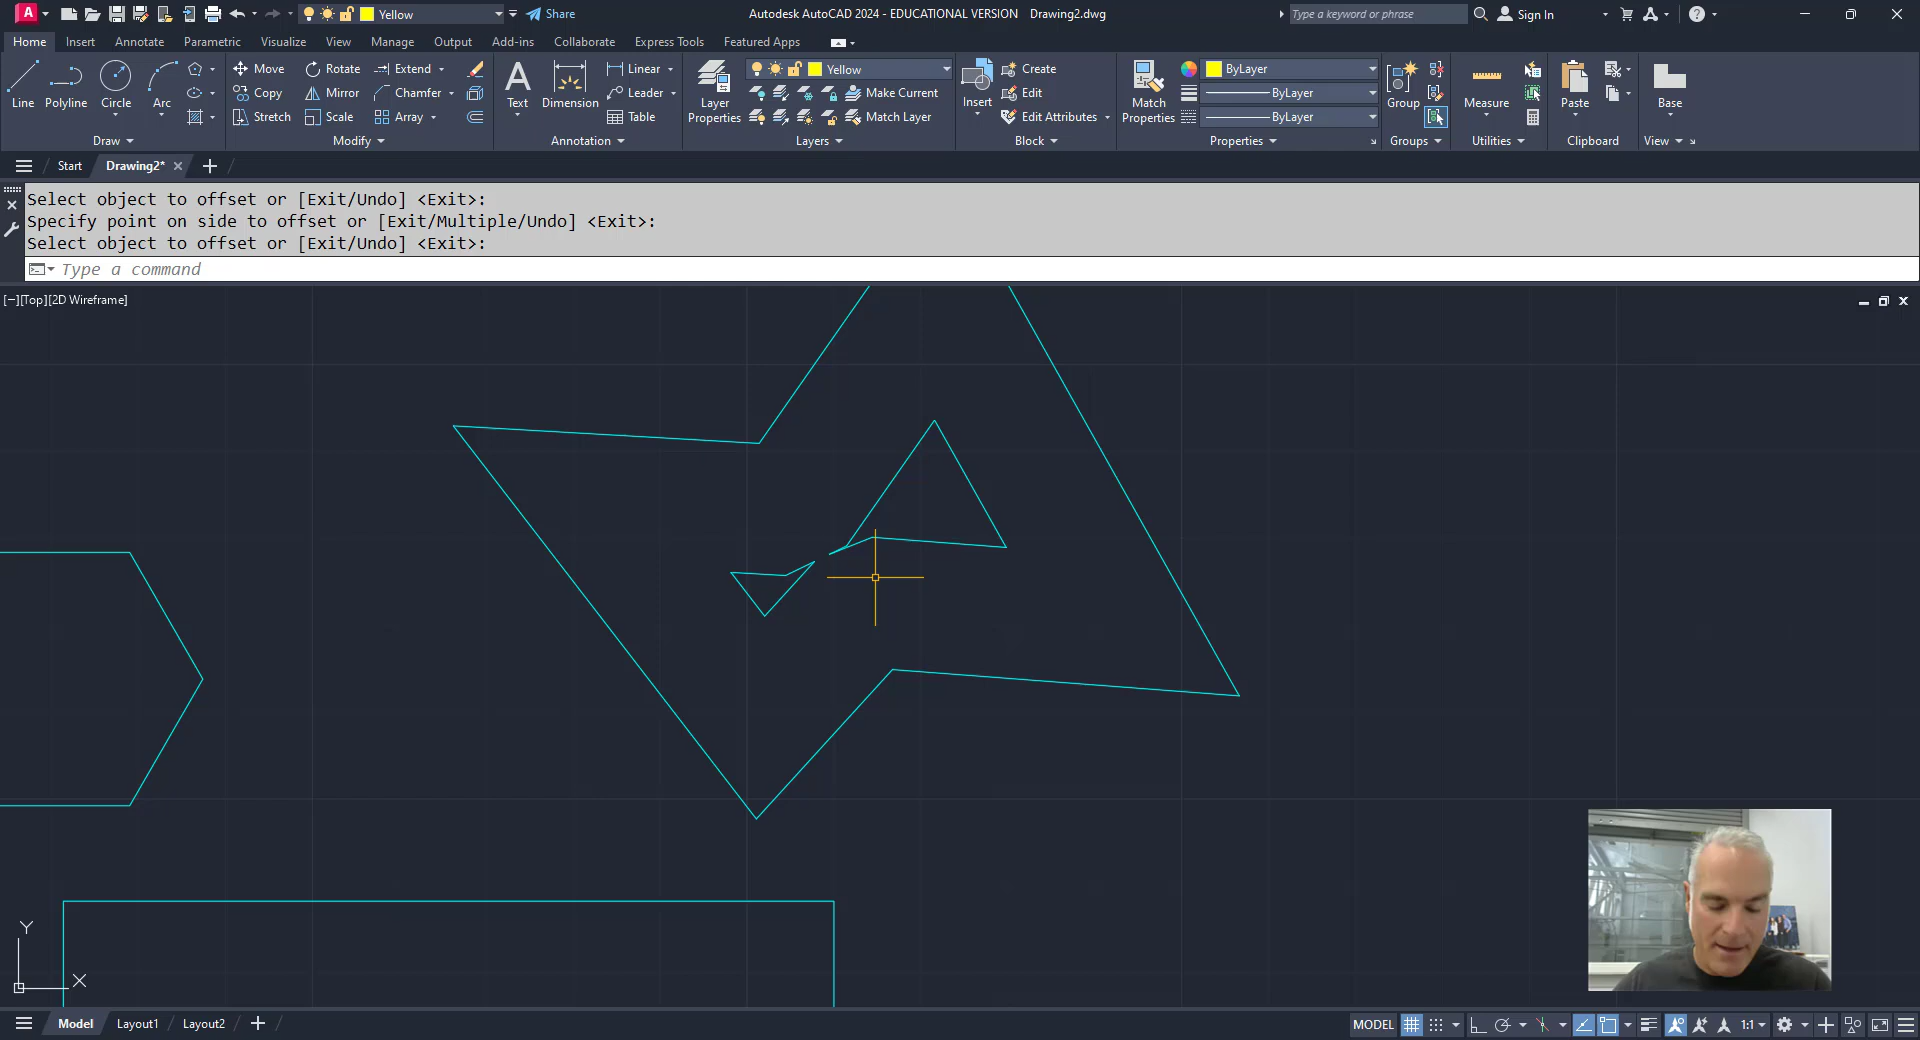 Yellow
Share
Autodesk AutoCAD 2024 - EDUCATIONAL VERSION Drawing2.dwg
Type a keyword or phrase
Sign In
Home Insert Annotate Parametric Visualize View Manage Output Add-ins Collaborate Express Tools Featured Apps
Line Polyline Circle Arc
Draw
Move Rotate Extend
Copy Mirror Chamfer
Stretch Scale Array
Modify
Text Dimension
Linear
Leader
Table
Annotation
Layer Properties
Yellow
Make Current
Match Layer
Layers
Insert
Create
Edit
Edit Attributes
Block
Match Properties
ByLayer
ByLayer
ByLayer
Properties
Group
Groups
Measure
Utilities
Paste
Clipboard
Base
View
Start Drawing2*
Select object to offset or [Exit/Undo] <Exit>:
Specify point on side to offset or [Exit/Multiple/Undo] <Exit>:
Select object to offset or [Exit/Undo] <Exit>:
Type a command
[−][Top][2D Wireframe]
Y
X
Model Layout1 Layout2
MODEL
1:1